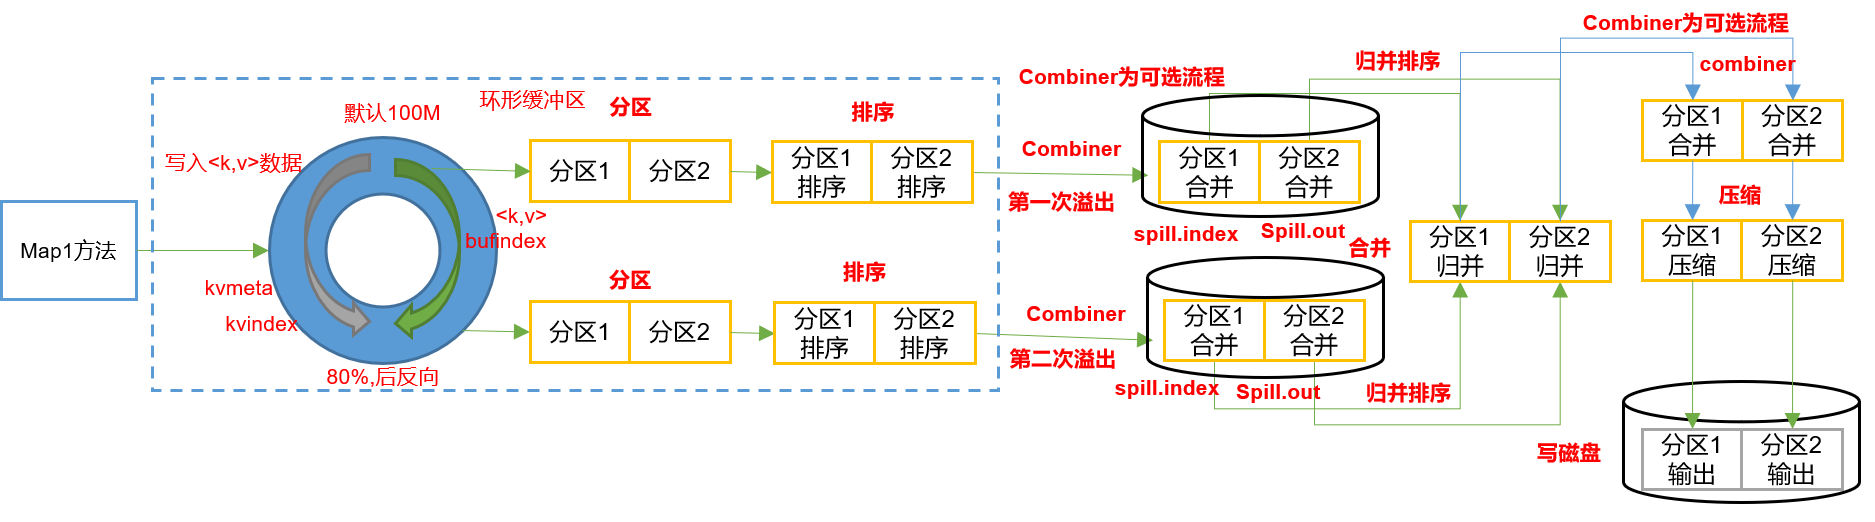 Map1方法
写入<k,v>数据
默认100M
环形缓冲区
kvmeta
kvindex
<k,v>
bufindex
80%,后反向
分区
分区1
分区2
排序
分区1
排序
分区2
排序
分区
分区1
分区2
排序
分区1
排序
分区2
排序
Combiner为可选流程
Combiner
第一次溢出
分区1
合并
分区2
合并
spill.index
Spill.out
Combiner
第二次溢出
分区1
合并
分区2
合并
spill.index
Spill.out
归并排序
合并
分区1
归并
分区2
归并
归并排序
Combiner为可选流程
combiner
分区1
合并
分区2
合并
压缩
分区1
压缩
分区2
压缩
写磁盘
分区1
输出
分区2
输出